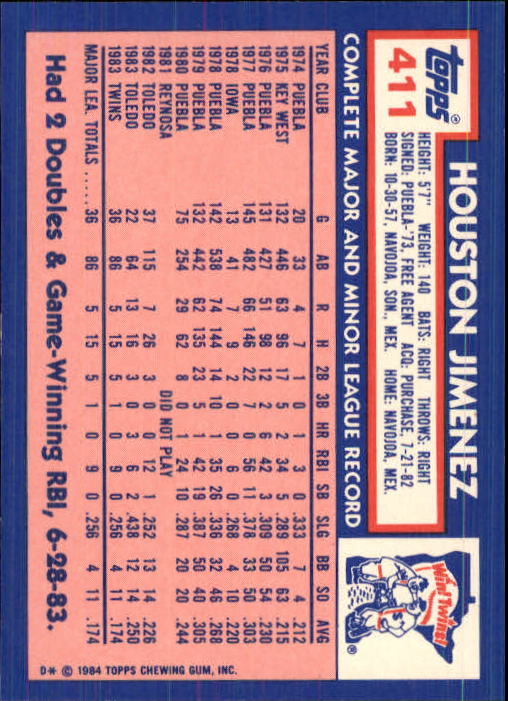 topps®
411
HOUSTON JIMENEZ
HEIGHT: 5'7" WEIGHT: 140 BATS: RIGHT THROWS: RIGHT
SIGNED: PUEBLA-'73, FREE AGENT ACQ: PURCHASE, 7-21-82
BORN: 10-30-57, NAVOJOA, SON., MEX. HOME: NAVOJOA, MEX.
Win! Twins!
®
COMPLETE MAJOR AND MINOR LEAGUE RECORD
YEAR CLUB G AB R H 2B 3B HR RBI SB SLG BB SO AVG
1974 PUEBLA 20 33 4 7 1 0 1 3 0 .333 7 4 .212
1975 KEY WEST 132 446 63 96 17 5 2 34 5 .289 105 63 .215
1976 PUEBLA 131 427 51 98 12 2 6 42 3 .309 50 54 .230
1977 PUEBLA 145 482 66 146 22 7 0 56 11 .378 33 50 .303
1978 IOWA 13 41 7 9 2 0 0 6 0 .268 4 10 .220
1978 PUEBLA 142 538 74 144 14 10 1 35 26 .336 32 46 .268
1979 PUEBLA 132 442 62 135 23 5 1 42 19 .387 50 40 .305
1980 PUEBLA 75 254 29 62 8 0 1 24 10 .287 20 20 .244
1981 REYNOSA DID NOT PLAY
1982 TOLEDO 37 115 7 26 3 0 0 12 1 .252 13 14 .226
1983 TOLEDO 22 64 13 16 3 0 3 6 2 .438 12 14 .250
1983 TWINS 36 86 5 15 5 1 0 9 0 .256 4 11 .174
MAJOR LEA. TOTALS ..... 36 86 5 15 5 1 0 9 0 .256 4 11 .174
Had 2 Doubles & Game-Winning RBI, 6-28-83.
D* © 1984 TOPPS CHEWING GUM, INC.